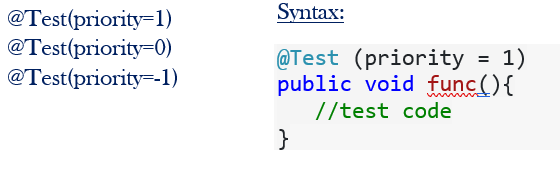 @Test(priority=1)
@Test(priority=0)
@Test(priority=-1)
Syntax:
@Test (priority = 1)
public void func(){
//test code
}